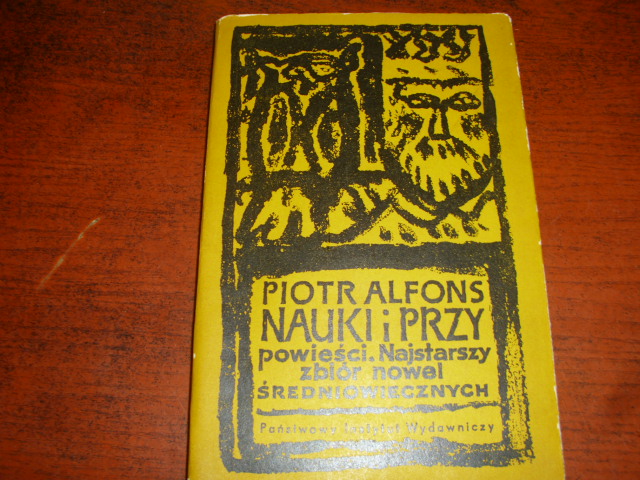 PIOTR ALFONS
NAUKI i PRZY
powieści. Najstarszy
zbiór nowel
ŚREDNIOWIECZNYCH
Państwowy Instytut Wydawniczy